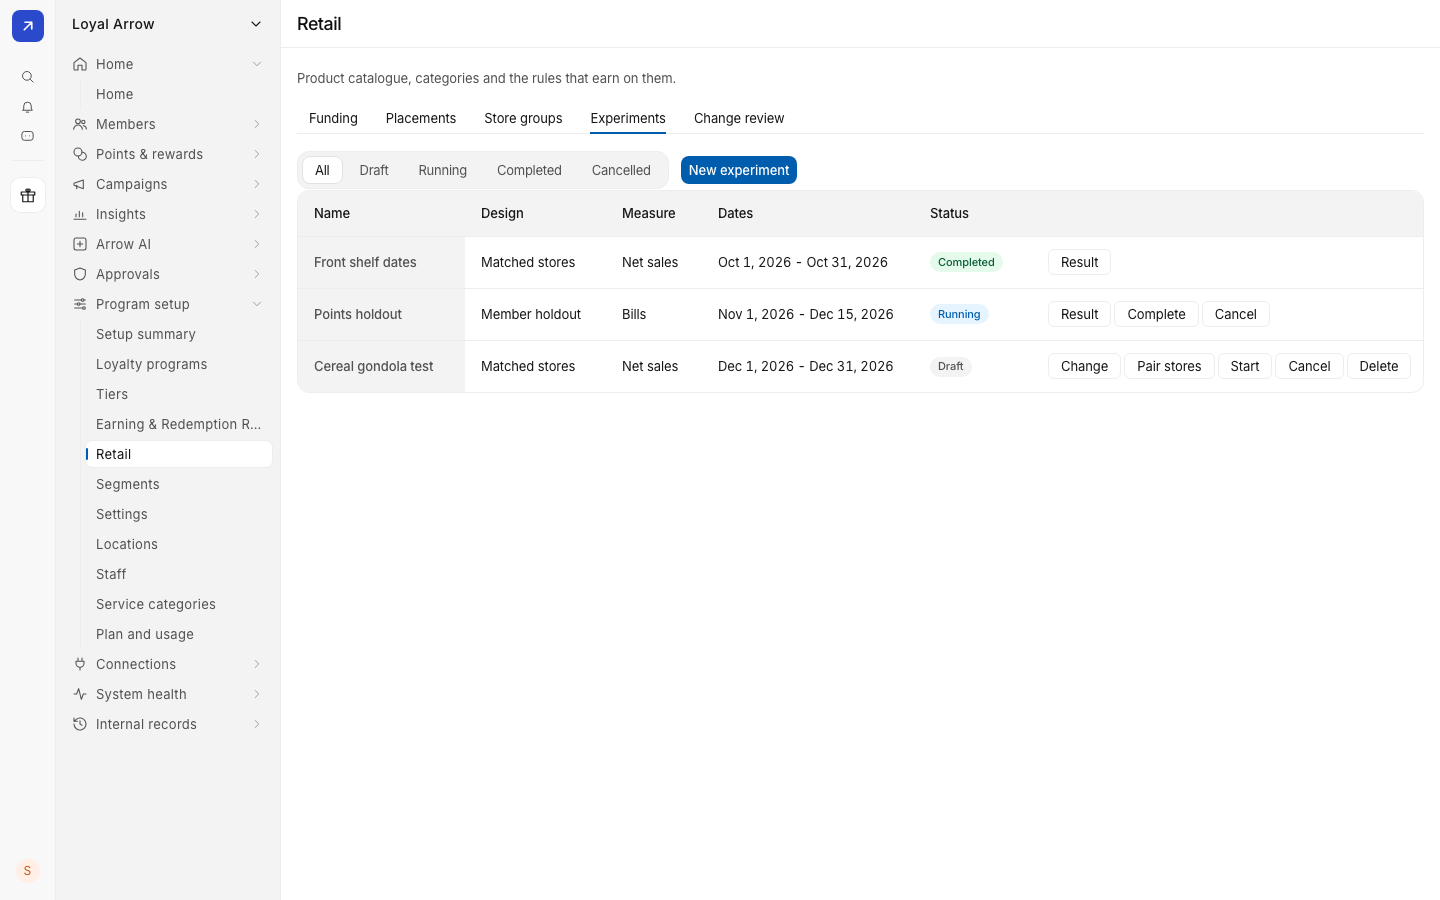 Loyal Arrow
Home
Home
Members
Points & rewards
Campaigns
Insights
Arrow AI
Approvals
Program setup
Setup summary
Loyalty programs
Tiers
Earning & Redemption R...
Retail
Segments
Settings
Locations
Staff
Service categories
Plan and usage
Connections
System health
Internal records
S
Retail
Product catalogue, categories and the rules that earn on them.
Funding Placements Store groups Experiments Change review
All Draft Running Completed Cancelled New experiment
Name Design Measure Dates Status
Front shelf dates Matched stores Net sales Oct 1, 2026 - Oct 31, 2026 Completed Result
Points holdout Member holdout Bills Nov 1, 2026 - Dec 15, 2026 Running Result Complete Cancel
Cereal gondola test Matched stores Net sales Dec 1, 2026 - Dec 31, 2026 Draft Change Pair stores Start Cancel Delete